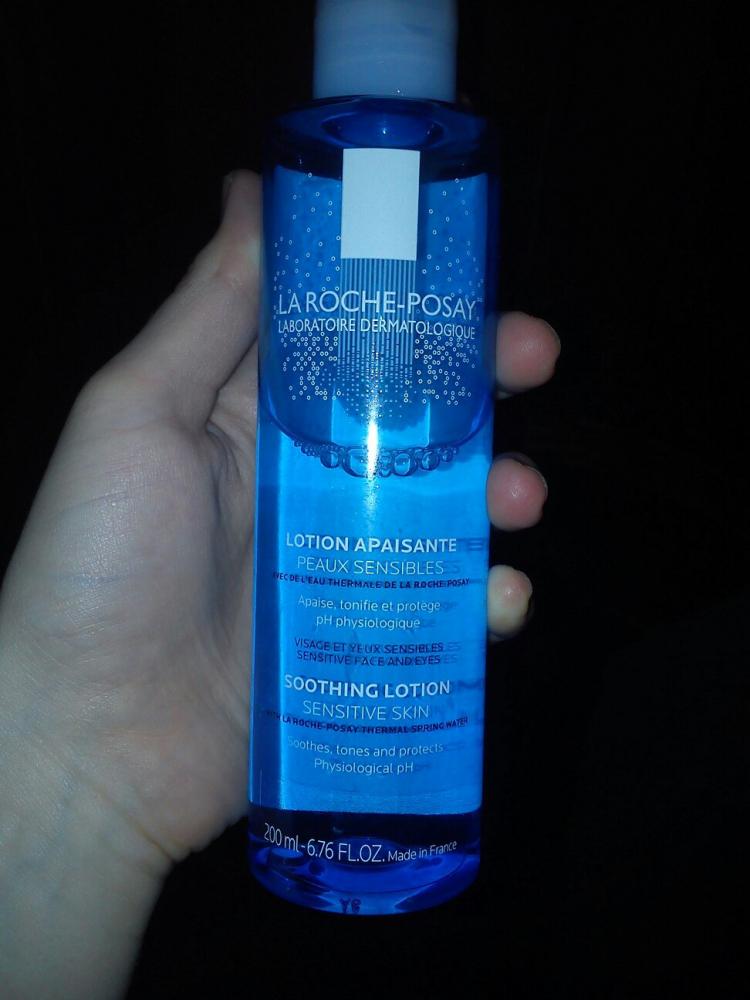 LA ROCHE-POSAY
LABORATOIRE DERMATOLOGIQUE
LOTION APAISANTE
PEAUX SENSIBLES
AVEC DE L'EAU THERMALE DE LA ROCHE-POSAY
Apaise, tonifie et protège
pH physiologique
VISAGE ET YEUX SENSIBLES
SENSITIVE FACE AND EYES
SOOTHING LOTION
SENSITIVE SKIN
WITH LA ROCHE-POSAY THERMAL SPRING WATER
Soothes, tones and protects
Physiological pH
200 ml - 6.76 FL.OZ. Made in France